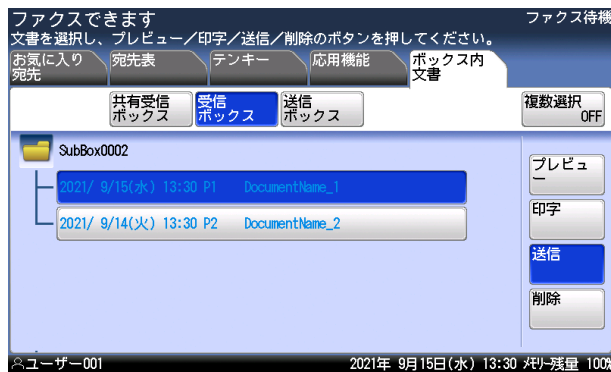 ファクスできます ファクス待機
文書を選択し、プレビュー／印字／送信／削除のボタンを押してください。
お気に入り 宛先表 テンキー 応用機能 ボックス内
宛先 文書
共有受信 受信 送信 複数選択
ボックス ボックス ボックス OFF
SubBox0002
プレビュ
ー
2021/ 9/15(水) 13:30 P1 DocumentName_1
印字
2021/ 9/14(火) 13:30 P2 DocumentName_2
送信
削除
ユーザー001 2021年 9月15日(水) 13:30 メモリー残量 100%